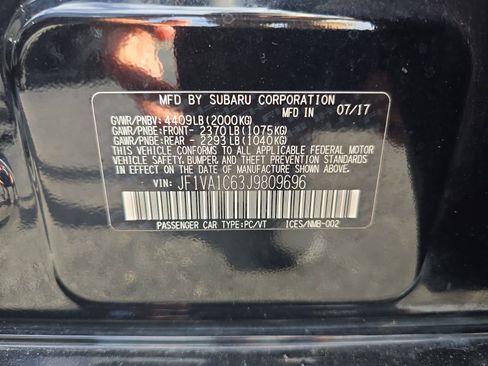 MFD BY SUBARU CORPORATION
MFD IN 07/17
GVWR/PNBV: 4409LB(2000KG)
GAWR/PNBE:FRONT- 2370LB(1075KG)
GAWR/PNBE:REAR - 2293LB(1040KG)
THIS VEHICLE CONFORMS TO ALL APPLICABLE FEDERAL MOTOR
VEHICLE SAFETY, BUMPER, AND THEFT PREVENTION STANDARDS
IN EFFECT ON THE DATE OF MANUFACTURE SHOWN ABOVE.
VIN: JF1VA1C63J9809696
PASSENGER CAR TYPE:PC/VT ICES/NMB-002